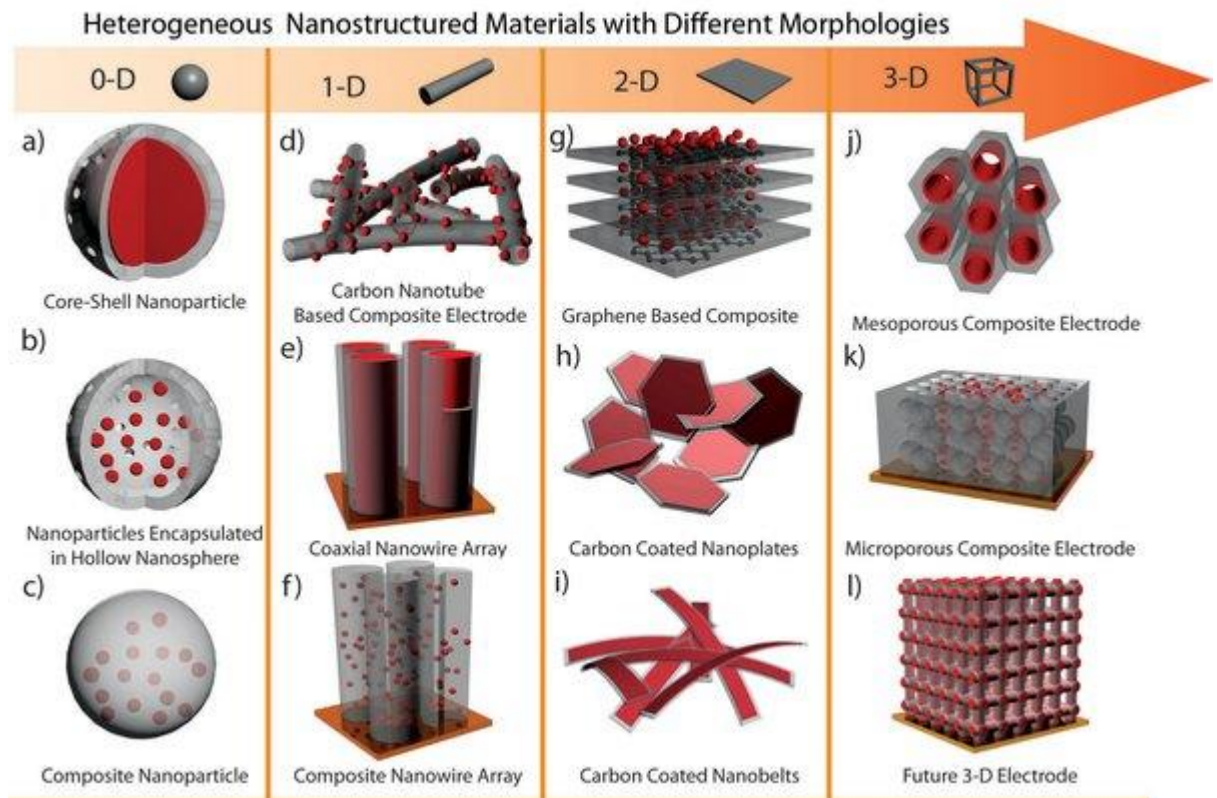 Heterogeneous Nanostructured Materials with Different Morphologies
0-D
1-D
2-D
3-D
a)
Core-Shell Nanoparticle
b)
Nanoparticles Encapsulated
in Hollow Nanosphere
c)
Composite Nanoparticle
d)
Carbon Nanotube
Based Composite Electrode
e)
Coaxial Nanowire Array
f)
Composite Nanowire Array
g)
Graphene Based Composite
h)
Carbon Coated Nanoplates
i)
Carbon Coated Nanobelts
j)
Mesoporous Composite Electrode
k)
Microporous Composite Electrode
l)
Future 3-D Electrode